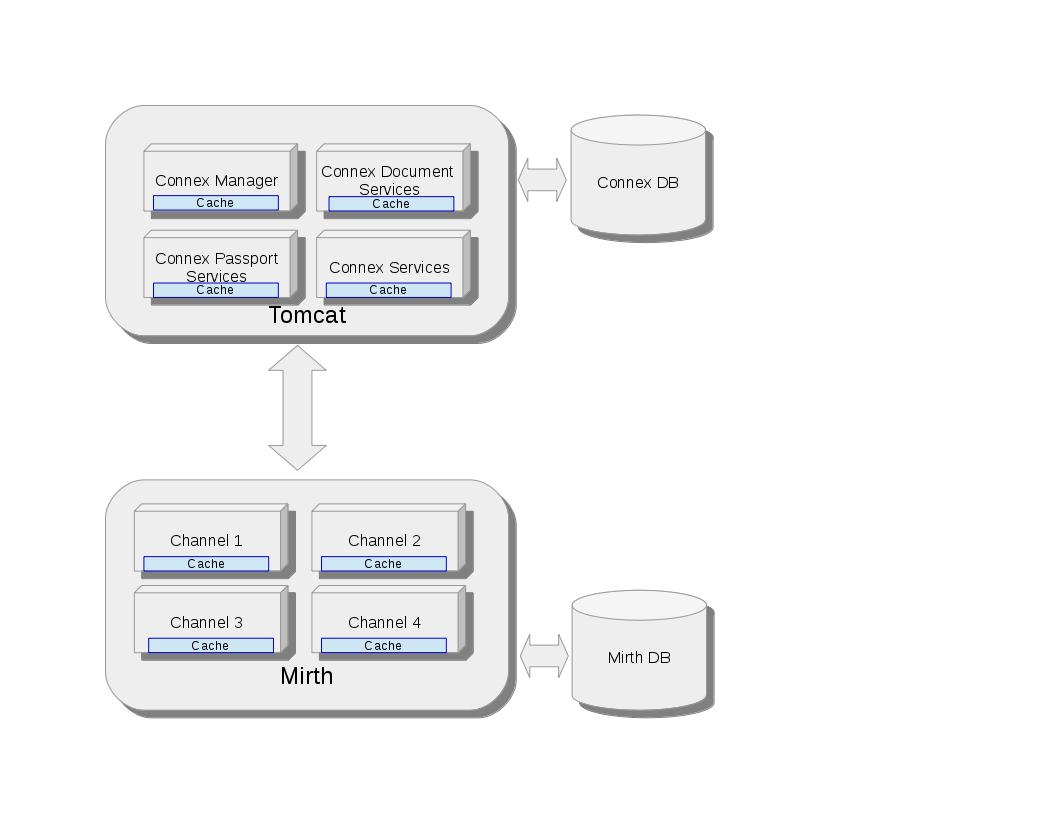 Connex Manager
Cache
Connex Document
Services
Cache
Connex DB
Connex Passport
Services
Cache
Connex Services
Cache
Tomcat
Channel 1
Cache
Channel 2
Cache
Channel 3
Cache
Channel 4
Cache
Mirth
Mirth DB